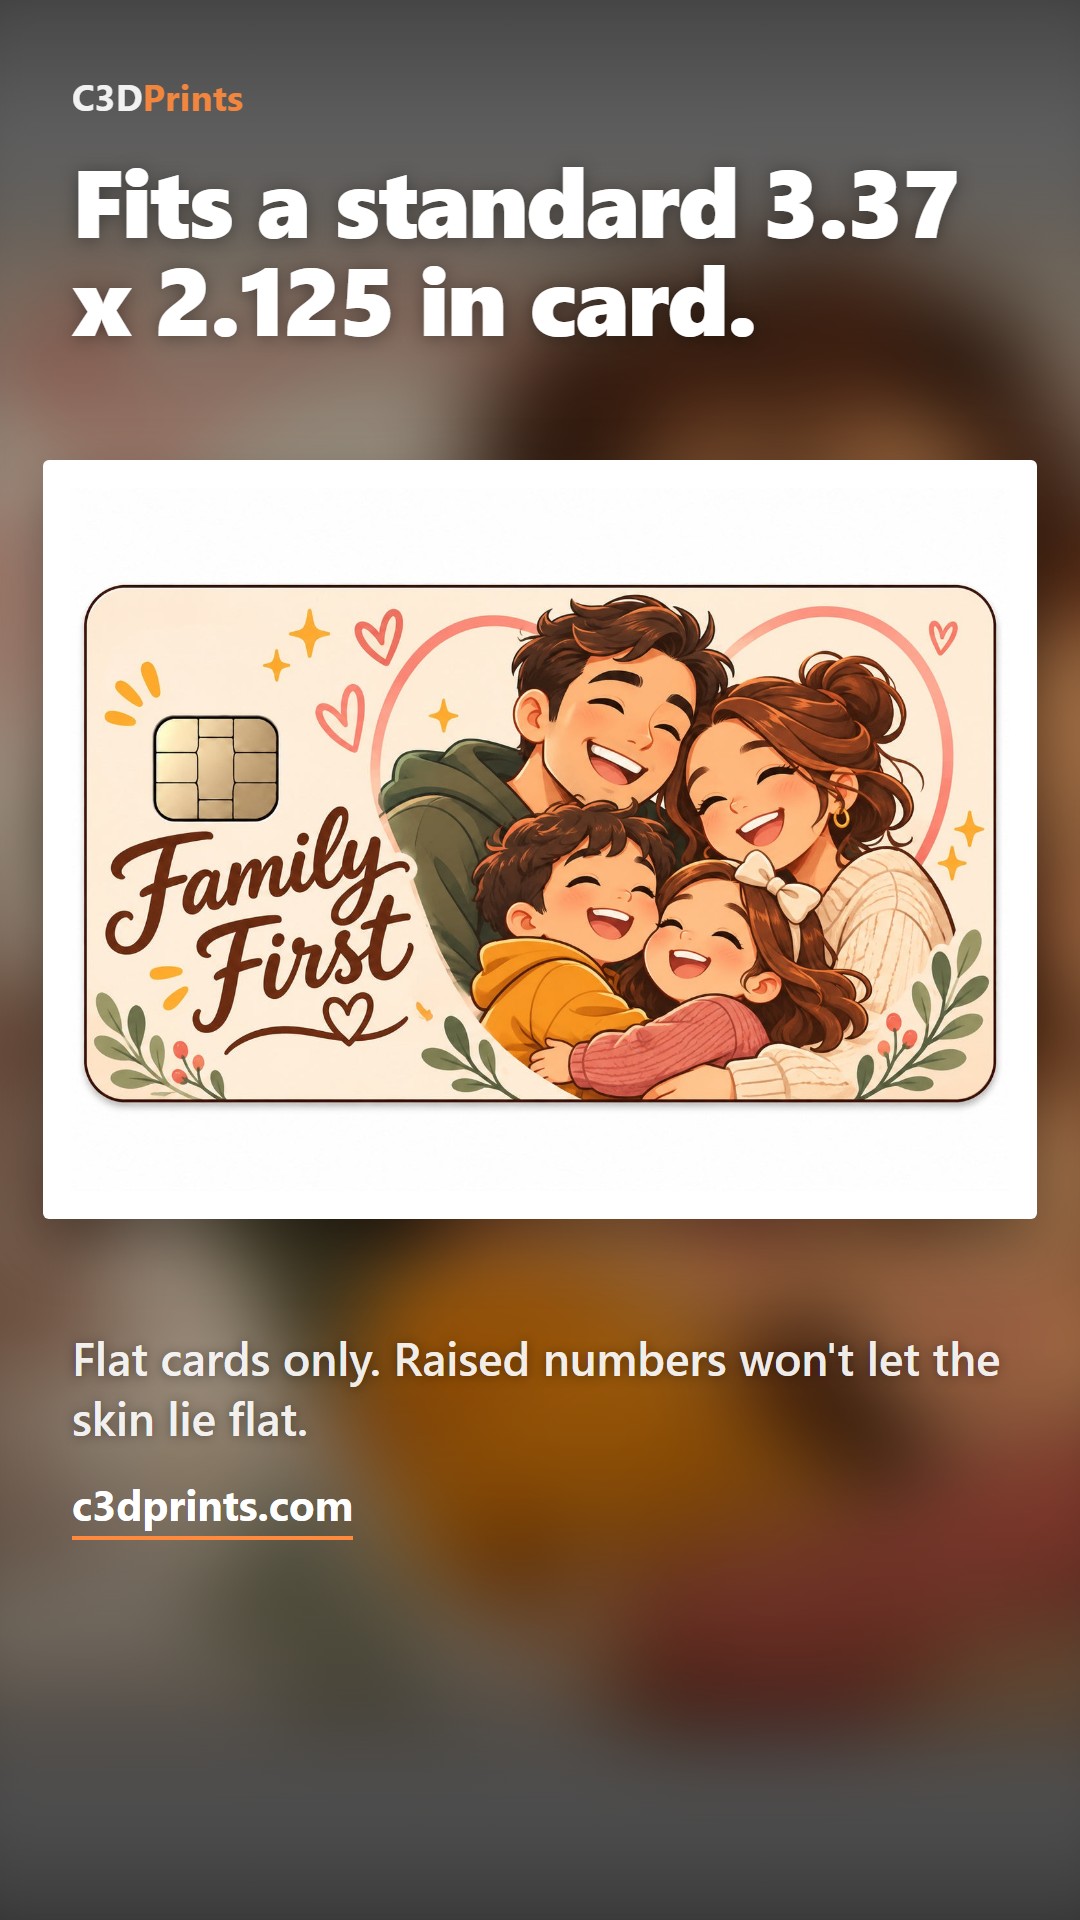 C3DPrints
Fits a standard 3.37
x 2.125 in card.
Family
First
Flat cards only. Raised numbers won't let the
skin lie flat.
c3dprints.com